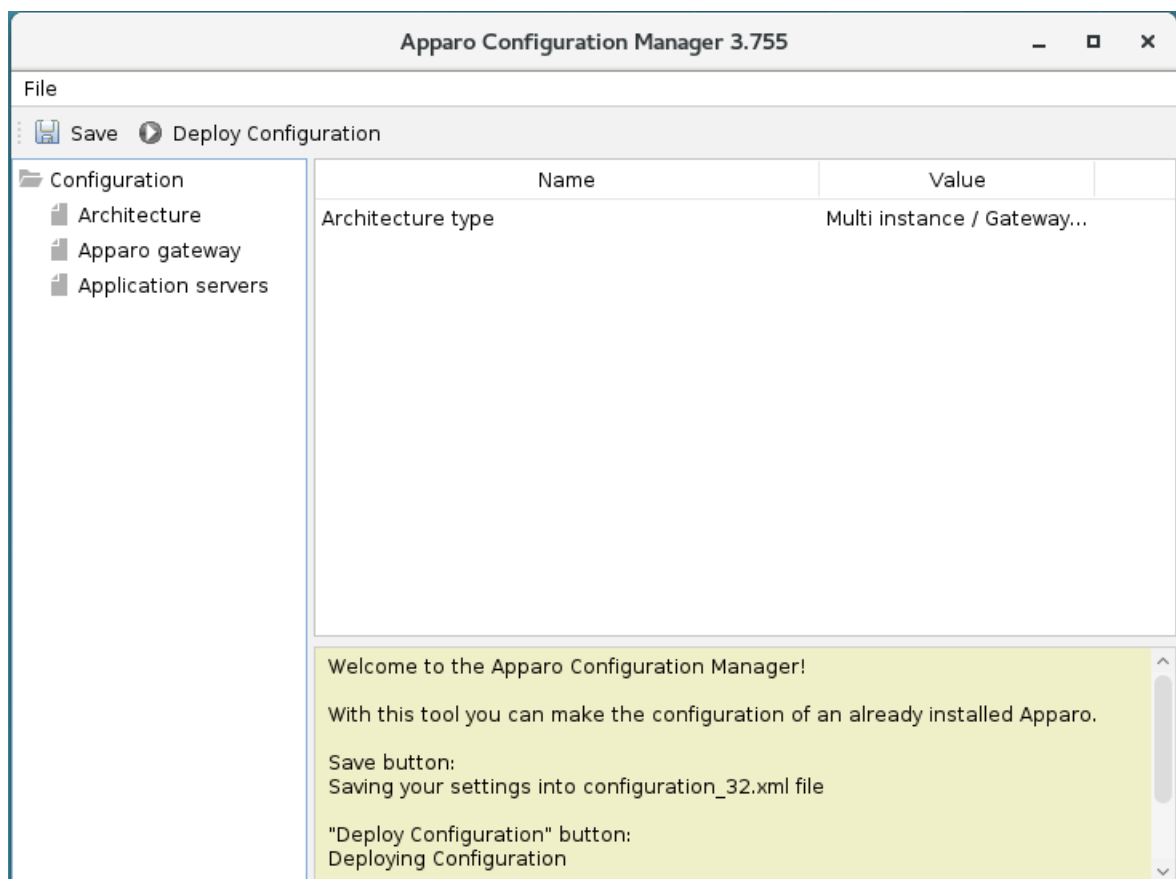 Apparo Configuration Manager 3.755
File
Save Deploy Configuration
Configuration
Architecture
Apparo gateway
Application servers
Name Value
Architecture type Multi instance / Gateway...
Welcome to the Apparo Configuration Manager!
With this tool you can make the configuration of an already installed Apparo.
Save button:
Saving your settings into configuration_32.xml file
"Deploy Configuration" button:
Deploying Configuration